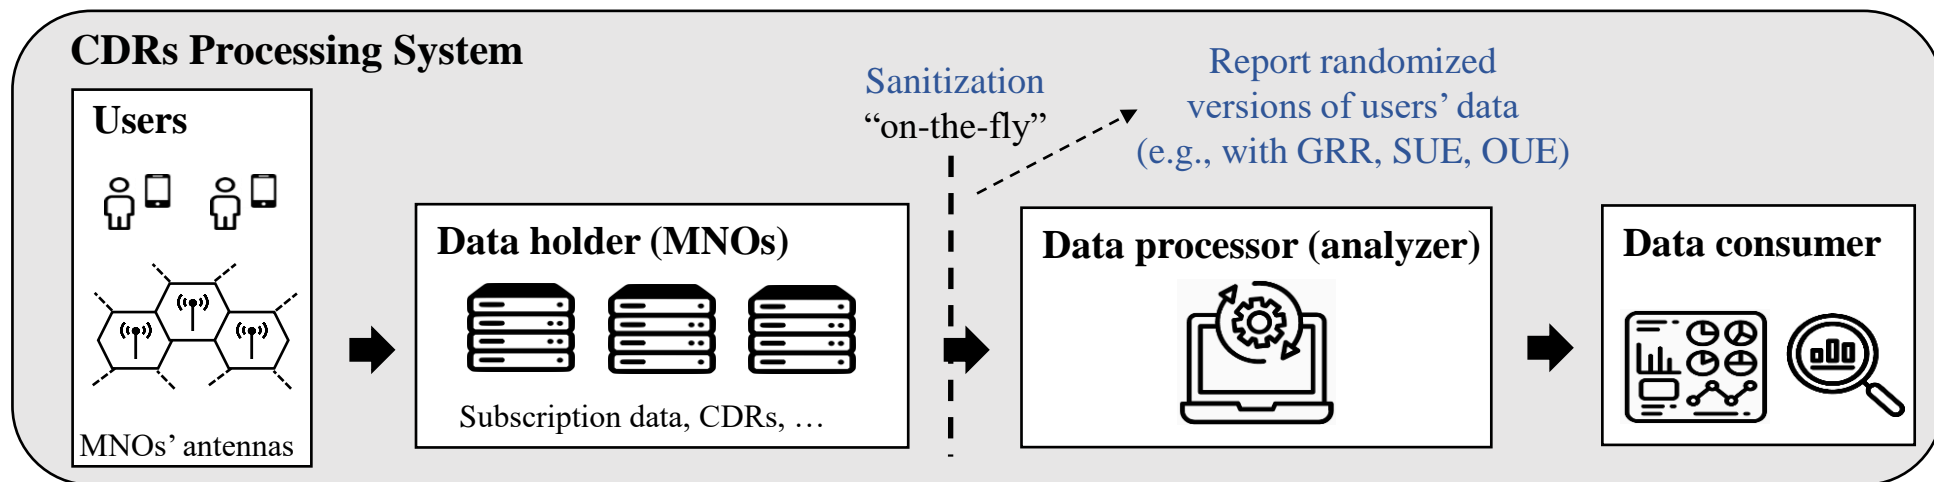 CDRs Processing System
Users
MNOs’ antennas
Data holder (MNOs)
Subscription data, CDRs, …
Sanitization
“on-the-fly”
Report randomized
versions of users’ data
(e.g., with GRR, SUE, OUE)
Data processor (analyzer)
Data consumer